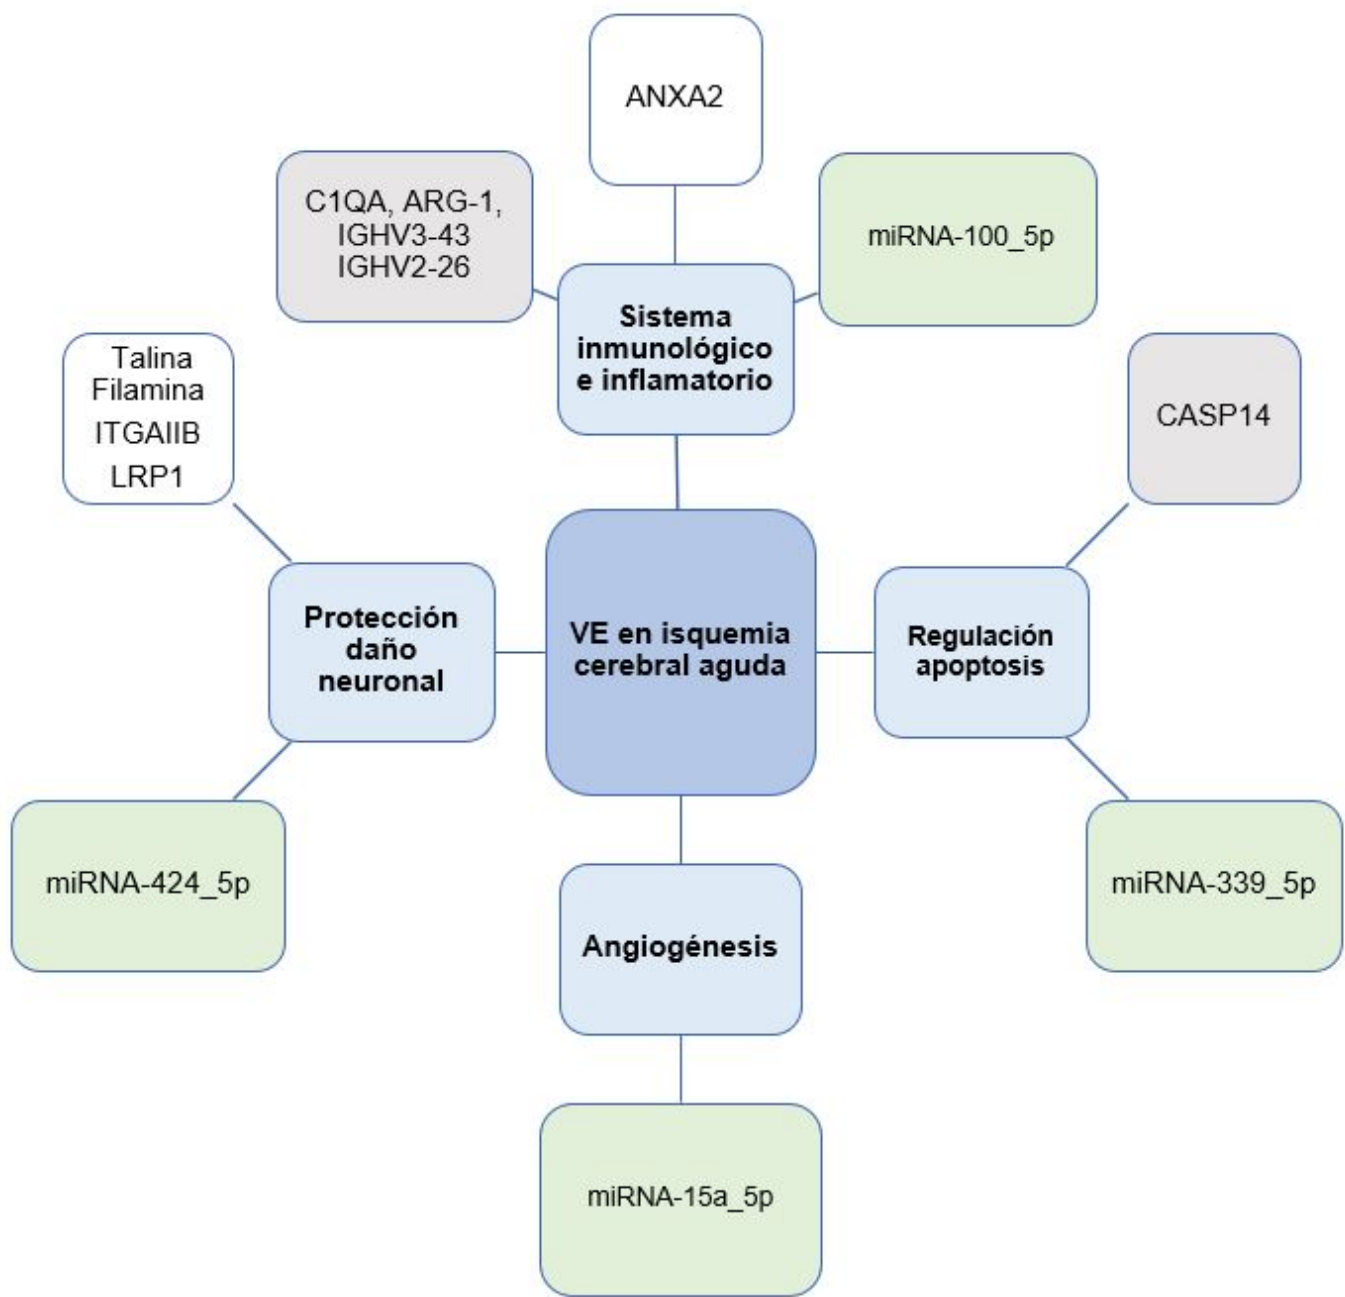 ANXA2
C1QA, ARG-1,
IGHV3-43
IGHV2-26
miRNA-100_5p
Sistema
inmunológico
e inflamatorio
Talina
Filamina
ITGAIIB
LRP1
CASP14
Protección
daño
neuronal
VE en isquemia
cerebral aguda
Regulación
apoptosis
miRNA-424_5p
miRNA-339_5p
Angiogénesis
miRNA-15a_5p